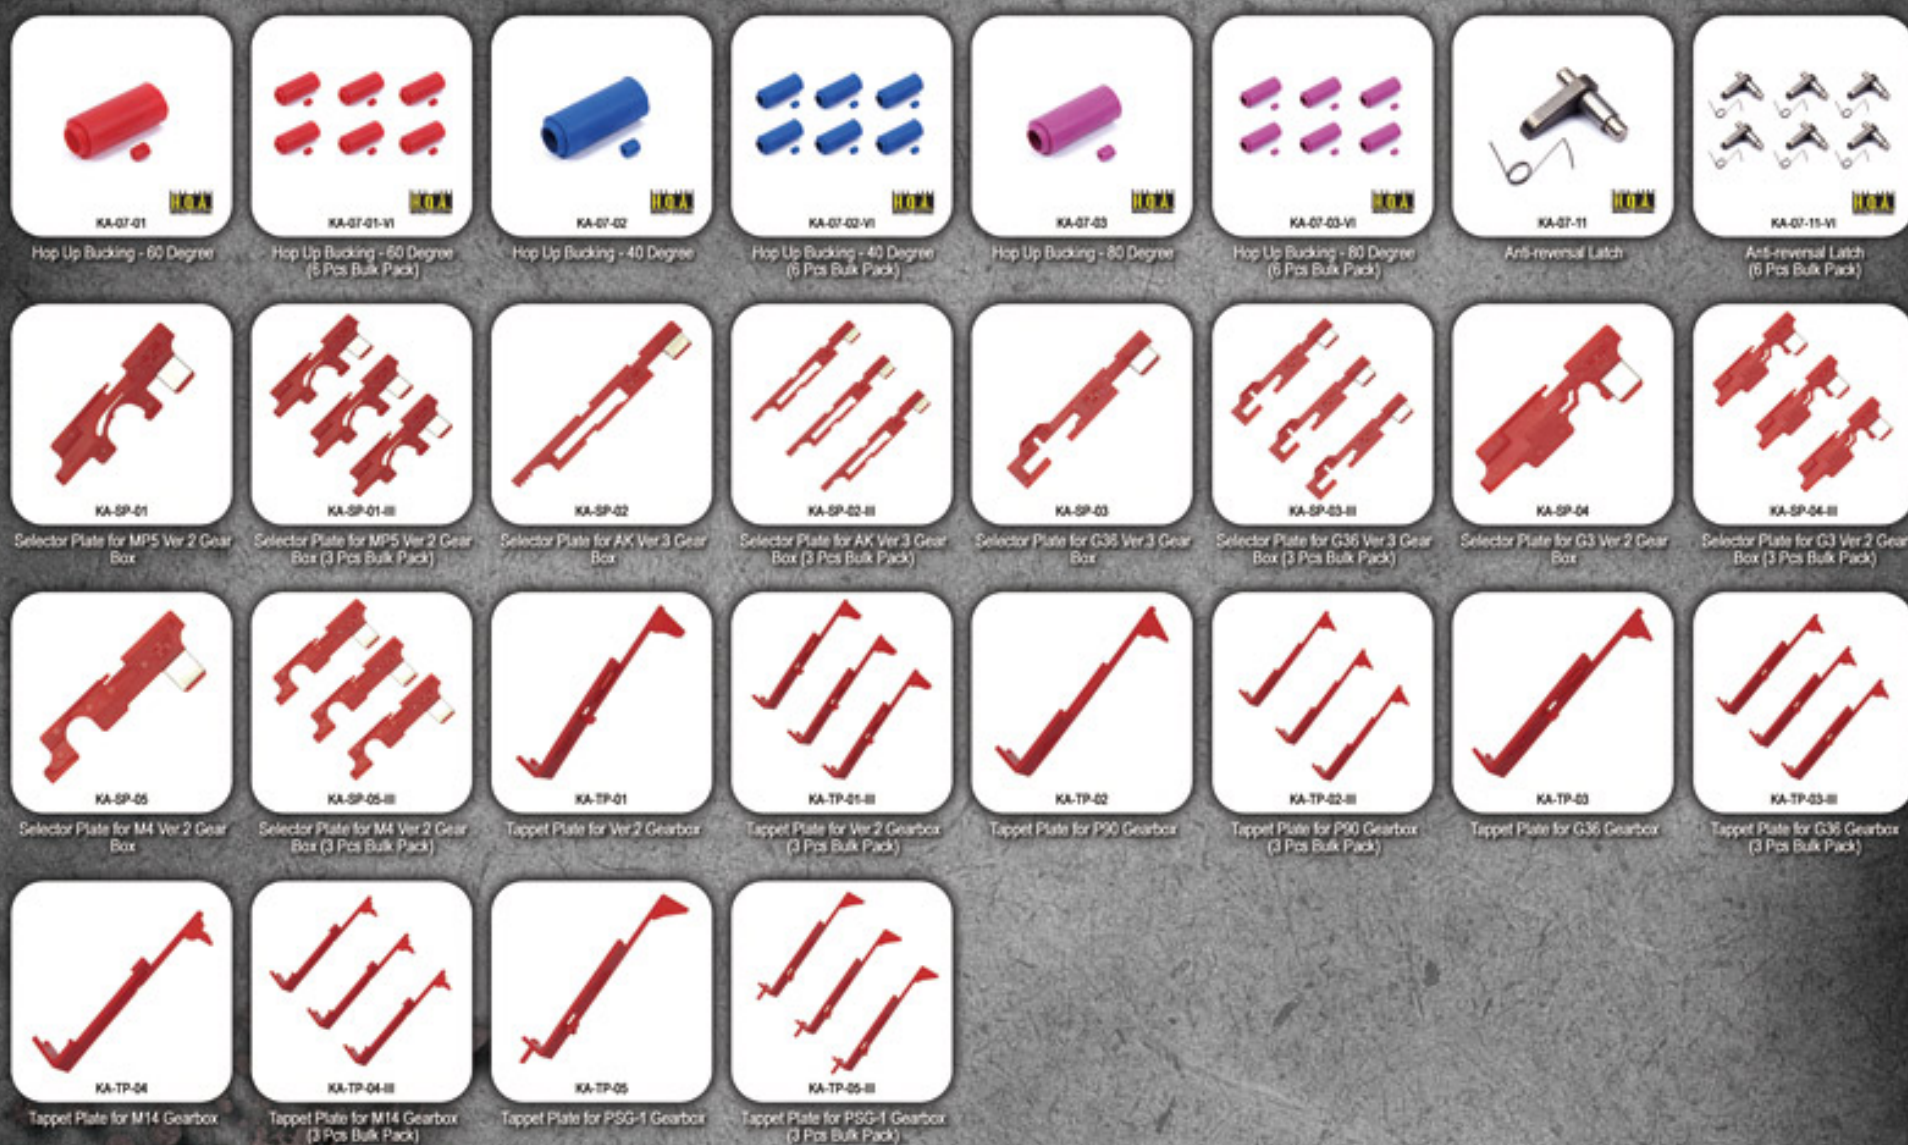 HOA
KA-07-01
Hop Up Bucking - 60 Degree
HOA
KA-07-01-VI
Hop Up Bucking - 60 Degree
(6 Pcs Bulk Pack)
HOA
KA-07-02
Hop Up Bucking - 40 Degree
HOA
KA-07-02-VI
Hop Up Bucking - 40 Degree
(6 Pcs Bulk Pack)
HOA
KA-07-03
Hop Up Bucking - 80 Degree
HOA
KA-07-03-VI
Hop Up Bucking - 80 Degree
(6 Pcs Bulk Pack)
HOA
KA-07-11
Anti-reversal Latch
HOA
KA-07-11-VI
Anti-reversal Latch
(6 Pcs Bulk Pack)
KA-SP-01
Selector Plate for MP5 Ver.2 Gear
Box
KA-SP-01-III
Selector Plate for MP5 Ver.2 Gear
Box (3 Pcs Bulk Pack)
KA-SP-02
Selector Plate for AK Ver.3 Gear
Box
KA-SP-02-III
Selector Plate for AK Ver.3 Gear
Box (3 Pcs Bulk Pack)
KA-SP-03
Selector Plate for G36 Ver.3 Gear
Box
KA-SP-03-III
Selector Plate for G36 Ver.3 Gear
Box (3 Pcs Bulk Pack)
KA-SP-04
Selector Plate for G3 Ver.2 Gear
Box
KA-SP-04-III
Selector Plate for G3 Ver.2 Gear
Box (3 Pcs Bulk Pack)
KA-SP-05
Selector Plate for M4 Ver.2 Gear
Box
KA-SP-05-III
Selector Plate for M4 Ver.2 Gear
Box (3 Pcs Bulk Pack)
KA-TP-01
Tappet Plate for Ver.2 Gearbox
KA-TP-01-III
Tappet Plate for Ver.2 Gearbox
(3 Pcs Bulk Pack)
KA-TP-02
Tappet Plate for P90 Gearbox
KA-TP-02-III
Tappet Plate for P90 Gearbox
(3 Pcs Bulk Pack)
KA-TP-03
Tappet Plate for G36 Gearbox
KA-TP-03-III
Tappet Plate for G36 Gearbox
(3 Pcs Bulk Pack)
KA-TP-04
Tappet Plate for M14 Gearbox
KA-TP-04-III
Tappet Plate for M14 Gearbox
(3 Pcs Bulk Pack)
KA-TP-05
Tappet Plate for PSG-1 Gearbox
KA-TP-05-III
Tappet Plate for PSG-1 Gearbox
(3 Pcs Bulk Pack)